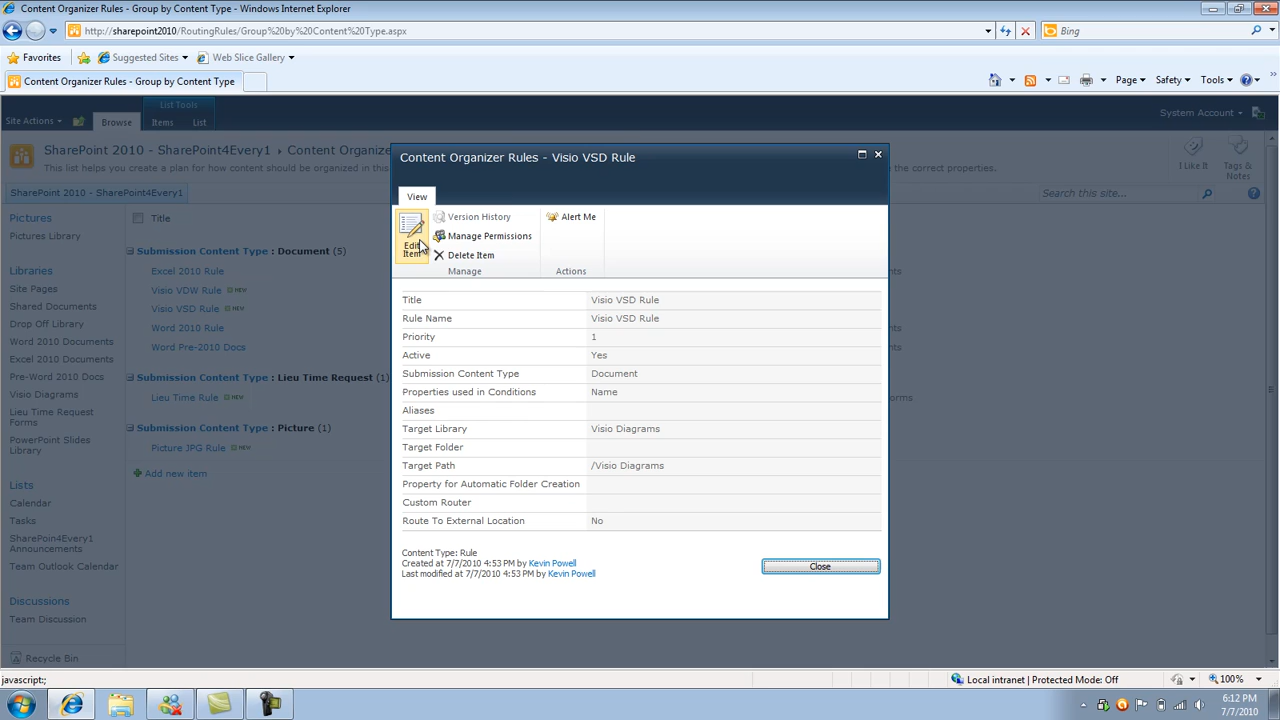 Content Organizer Rules - Group by Content Type - Windows Internet Explorer
http://sharepoint2010/RoutingRules/Group%20by%20Content%20Type.aspx
Bing
Favorites
Suggested Sites
Web Slice Gallery
Content Organizer Rules - Group by Content Type
Page
Safety
Tools
List Tools
System Account
Site Actions
Browse
Items
List
SharePoint 2010 - SharePoint4Every1
Content Organize
This list helps you create a plan for how content should be organized in this
he correct properties.
I Like It
Tags &
Notes
SharePoint 2010 - SharePoint4Every1
Search this site...
Pictures
Pictures Library
Libraries
Site Pages
Shared Documents
Drop Off Library
Word 2010 Documents
Excel 2010 Documents
Pre-Word 2010 Docs
Visio Diagrams
Lieu Time Request
Forms
PowerPoint Slides
Library
Lists
Calendar
Tasks
SharePoin4Every1
Announcements
Team Outlook Calendar
Discussions
Team Discussion
Recycle Bin
Title
Submission Content Type : Document (5)
Excel 2010 Rule
cuments
Visio VDW Rule NEW
Visio VSD Rule NEW
Word 2010 Rule
cuments
Word Pre-2010 Docs
Docs
Submission Content Type : Lieu Time Request (1)
Lieu Time Rule NEW
orms
Submission Content Type : Picture (1)
Picture JPG Rule NEW
Add new item
Content Organizer Rules - Visio VSD Rule
View
Edit
Item
Version History
Manage Permissions
Delete Item
Manage
Alert Me
Actions
Title Visio VSD Rule
Rule Name Visio VSD Rule
Priority 1
Active Yes
Submission Content Type Document
Properties used in Conditions Name
Aliases
Target Library Visio Diagrams
Target Folder
Target Path /Visio Diagrams
Property for Automatic Folder Creation
Custom Router
Route To External Location No
Content Type: Rule
Created at 7/7/2010 4:53 PM by Kevin Powell
Last modified at 7/7/2010 4:53 PM by Kevin Powell
Close
javascript:;
Local intranet | Protected Mode: Off
100%
6:12 PM
7/7/2010